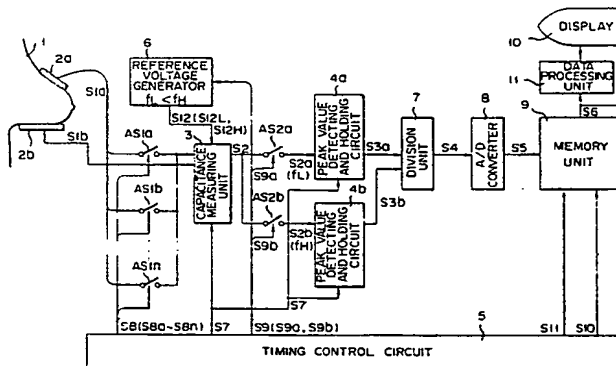 1
2a
S1a
S1b
2b
6
REFERENCE
VOLTAGE
GENERATOR
fL < fH
S12(S12L,
S12H)
3
CAPACITANCE
MEASURING
UNIT
AS1a
AS1b
AS1n
S2
AS2a
S9a
S2a
(fL)
AS2b
S9b
S2b
(fH)
4a
PEAK VALUE
DETECTING
AND HOLDING
CIRCUIT
4b
PEAK VALUE
DETECTING
AND HOLDING
CIRCUIT
S3a
S3b
S7
7
DIVISION
UNIT
S4
8
A/D
CONVERTER
S5
10
DISPLAY
11
DATA
PROCESSING
UNIT
S6
9
MEMORY
UNIT
S8(S8a~S8n)
S7
S9(S9a, S9b)
5
S11
S10
TIMING CONTROL CIRCUIT